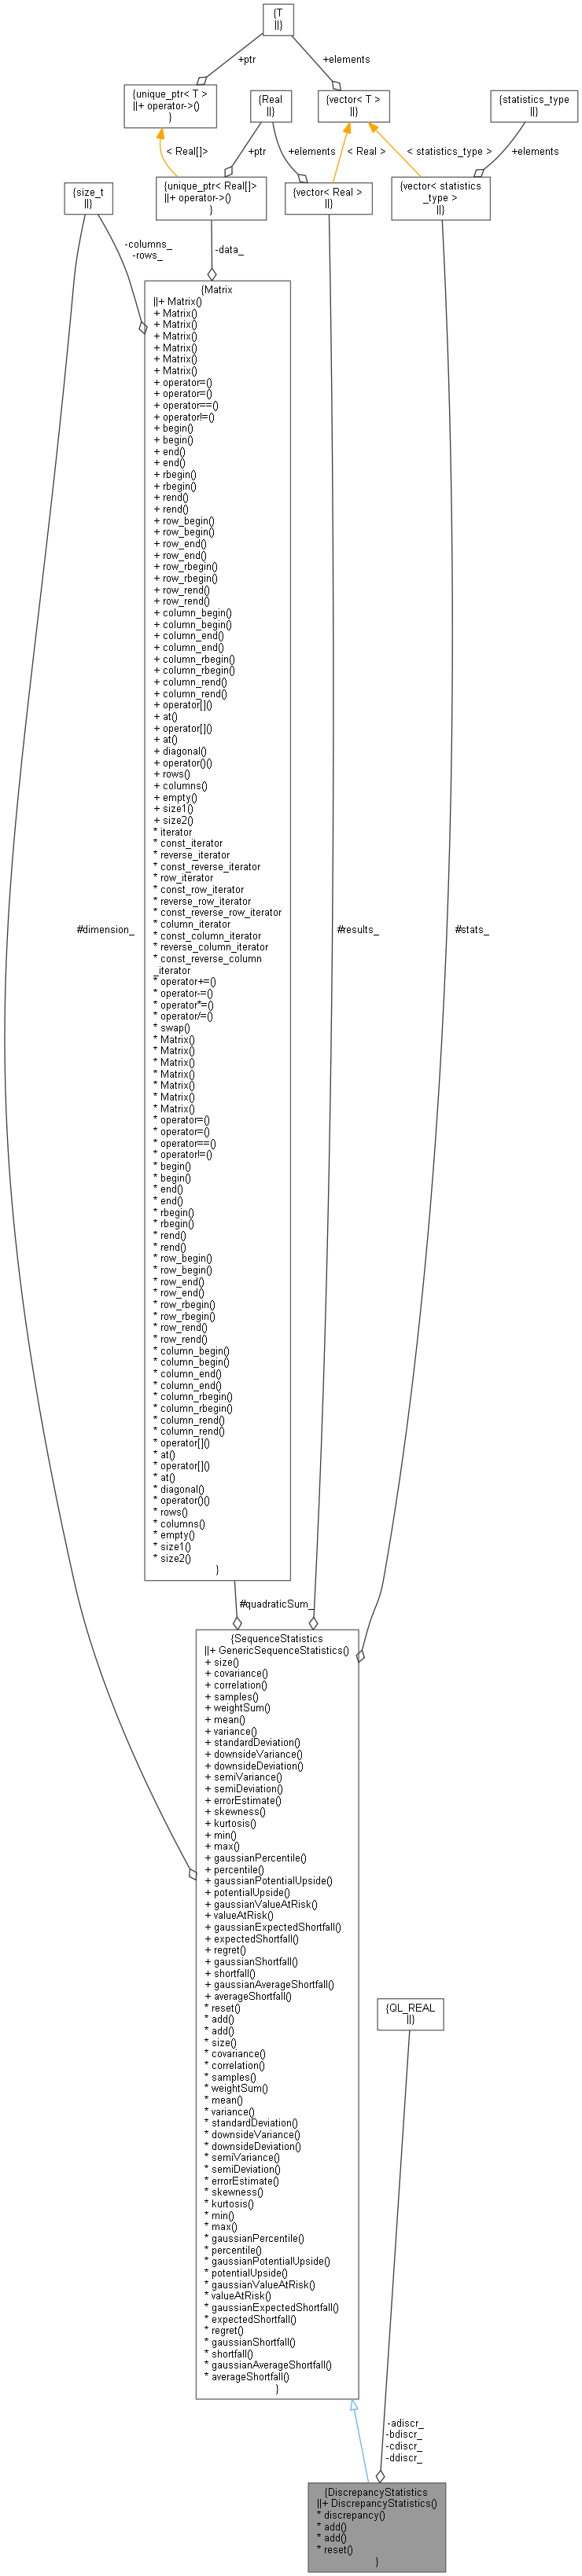 {T
||}
+ptr
+elements
{unique_ptr< T >
||+ operator->()
}
{Real
||}
{vector< T >
||}
{statistics_type
||}
< Real[]>
+ptr
+elements
< Real >
< statistics_type >
+elements
{size_t
||}
{unique_ptr< Real[]>
||+ operator->()
}
{vector< Real >
||}
{vector< statistics
_type >
||}
-columns_
-rows_
-data_
{Matrix
||+ Matrix()
+ Matrix()
+ Matrix()
+ Matrix()
+ Matrix()
+ Matrix()
+ Matrix()
+ operator=()
+ operator=()
+ operator==()
+ operator!=()
+ begin()
+ begin()
+ end()
+ end()
+ rbegin()
+ rbegin()
+ rend()
+ rend()
+ row_begin()
+ row_begin()
+ row_end()
+ row_end()
+ row_rbegin()
+ row_rbegin()
+ row_rend()
+ row_rend()
+ column_begin()
+ column_begin()
+ column_end()
+ column_end()
+ column_rbegin()
+ column_rbegin()
+ column_rend()
+ column_rend()
+ operator[]()
+ at()
+ operator[]()
+ at()
+ diagonal()
+ operator()()
+ rows()
+ columns()
+ empty()
+ size1()
+ size2()
* iterator
* const_iterator
* reverse_iterator
* const_reverse_iterator
* row_iterator
* const_row_iterator
* reverse_row_iterator
* const_reverse_row_iterator
* column_iterator
* const_column_iterator
* reverse_column_iterator
* const_reverse_column
_iterator
* operator+=()
* operator-=()
* operator*=()
* operator/=()
* swap()
* Matrix()
* Matrix()
* Matrix()
* Matrix()
* Matrix()
* Matrix()
* Matrix()
* operator=()
* operator=()
* operator==()
* operator!=()
* begin()
* begin()
* end()
* end()
* rbegin()
* rbegin()
* rend()
* rend()
* row_begin()
* row_begin()
* row_end()
* row_end()
* row_rbegin()
* row_rbegin()
* row_rend()
* row_rend()
* column_begin()
* column_begin()
* column_end()
* column_end()
* column_rbegin()
* column_rbegin()
* column_rend()
* column_rend()
* operator[]()
* at()
* operator[]()
* at()
* diagonal()
* operator()()
* rows()
* columns()
* empty()
* size1()
* size2()
}
#dimension_
#results_
#stats_
#quadraticSum_
{SequenceStatistics
||+ GenericSequenceStatistics()
+ size()
+ covariance()
+ correlation()
+ samples()
+ weightSum()
+ mean()
+ variance()
+ standardDeviation()
+ downsideVariance()
+ downsideDeviation()
+ semiVariance()
+ semiDeviation()
+ errorEstimate()
+ skewness()
+ kurtosis()
+ min()
+ max()
+ gaussianPercentile()
+ percentile()
+ gaussianPotentialUpside()
+ potentialUpside()
+ gaussianValueAtRisk()
+ valueAtRisk()
+ gaussianExpectedShortfall()
+ expectedShortfall()
+ regret()
+ gaussianShortfall()
+ shortfall()
+ gaussianAverageShortfall()
+ averageShortfall()
* reset()
* add()
* add()
* size()
* covariance()
* correlation()
* samples()
* weightSum()
* mean()
* variance()
* standardDeviation()
* downsideVariance()
* downsideDeviation()
* semiVariance()
* semiDeviation()
* errorEstimate()
* skewness()
* kurtosis()
* min()
* max()
* gaussianPercentile()
* percentile()
* gaussianPotentialUpside()
* potentialUpside()
* gaussianValueAtRisk()
* valueAtRisk()
* gaussianExpectedShortfall()
* expectedShortfall()
* regret()
* gaussianShortfall()
* shortfall()
* gaussianAverageShortfall()
* averageShortfall()
}
{QL_REAL
||}
-adiscr_
-bdiscr_
-cdiscr_
-ddiscr_
{DiscrepancyStatistics
||+ DiscrepancyStatistics()
* discrepancy()
* add()
* add()
* reset()
}